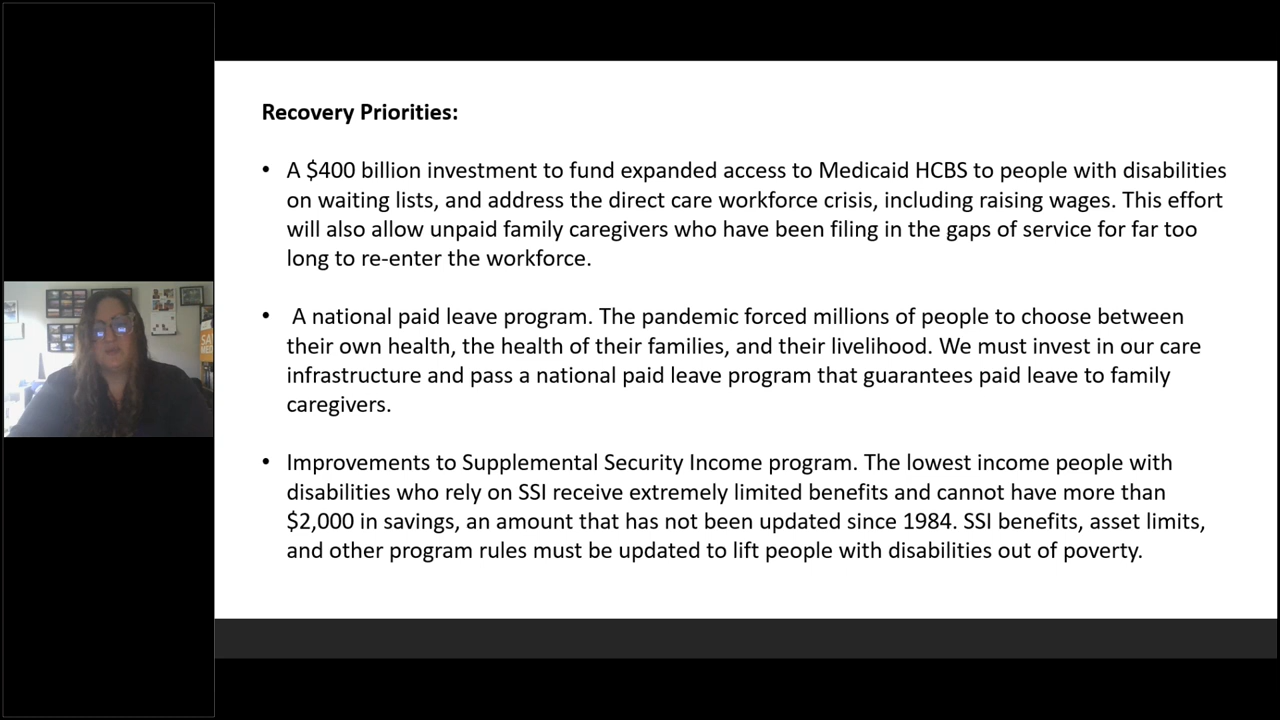 Recovery Priorities:
• A $400 billion investment to fund expanded access to Medicaid HCBS to people with disabilities
on waiting lists, and address the direct care workforce crisis, including raising wages. This effort
will also allow unpaid family caregivers who have been filing in the gaps of service for far too
long to re-enter the workforce.
• A national paid leave program. The pandemic forced millions of people to choose between
their own health, the health of their families, and their livelihood. We must invest in our care
infrastructure and pass a national paid leave program that guarantees paid leave to family
caregivers.
• Improvements to Supplemental Security Income program. The lowest income people with
disabilities who rely on SSI receive extremely limited benefits and cannot have more than
$2,000 in savings, an amount that has not been updated since 1984. SSI benefits, asset limits,
and other program rules must be updated to lift people with disabilities out of poverty.